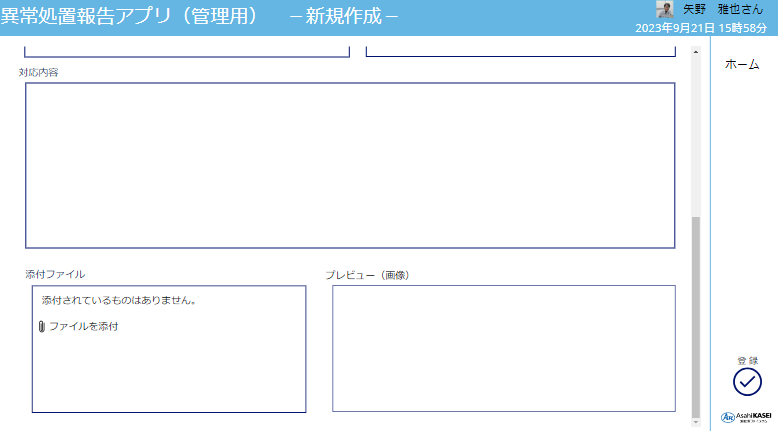 異常処置報告アプリ（管理用）　－新規作成－
矢野　雅也さん
2023年9月21日 15時58分
ホーム
対応内容
添付ファイル
プレビュー（画像）
添付されているものはありません。
ファイルを添付
登録
AsahiKASEI